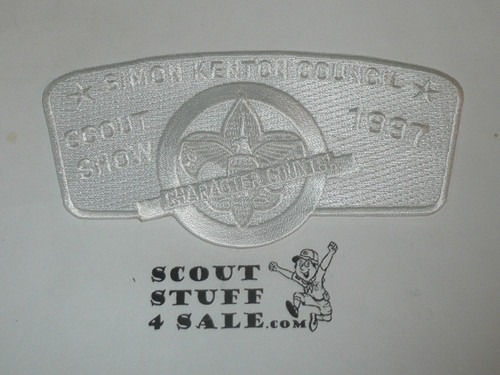 SIMON KENTON COUNCIL
SCOUT SHOW
1997
CHARACTER COUNTS!
SCOUT
STUFF
4 SALE.COM